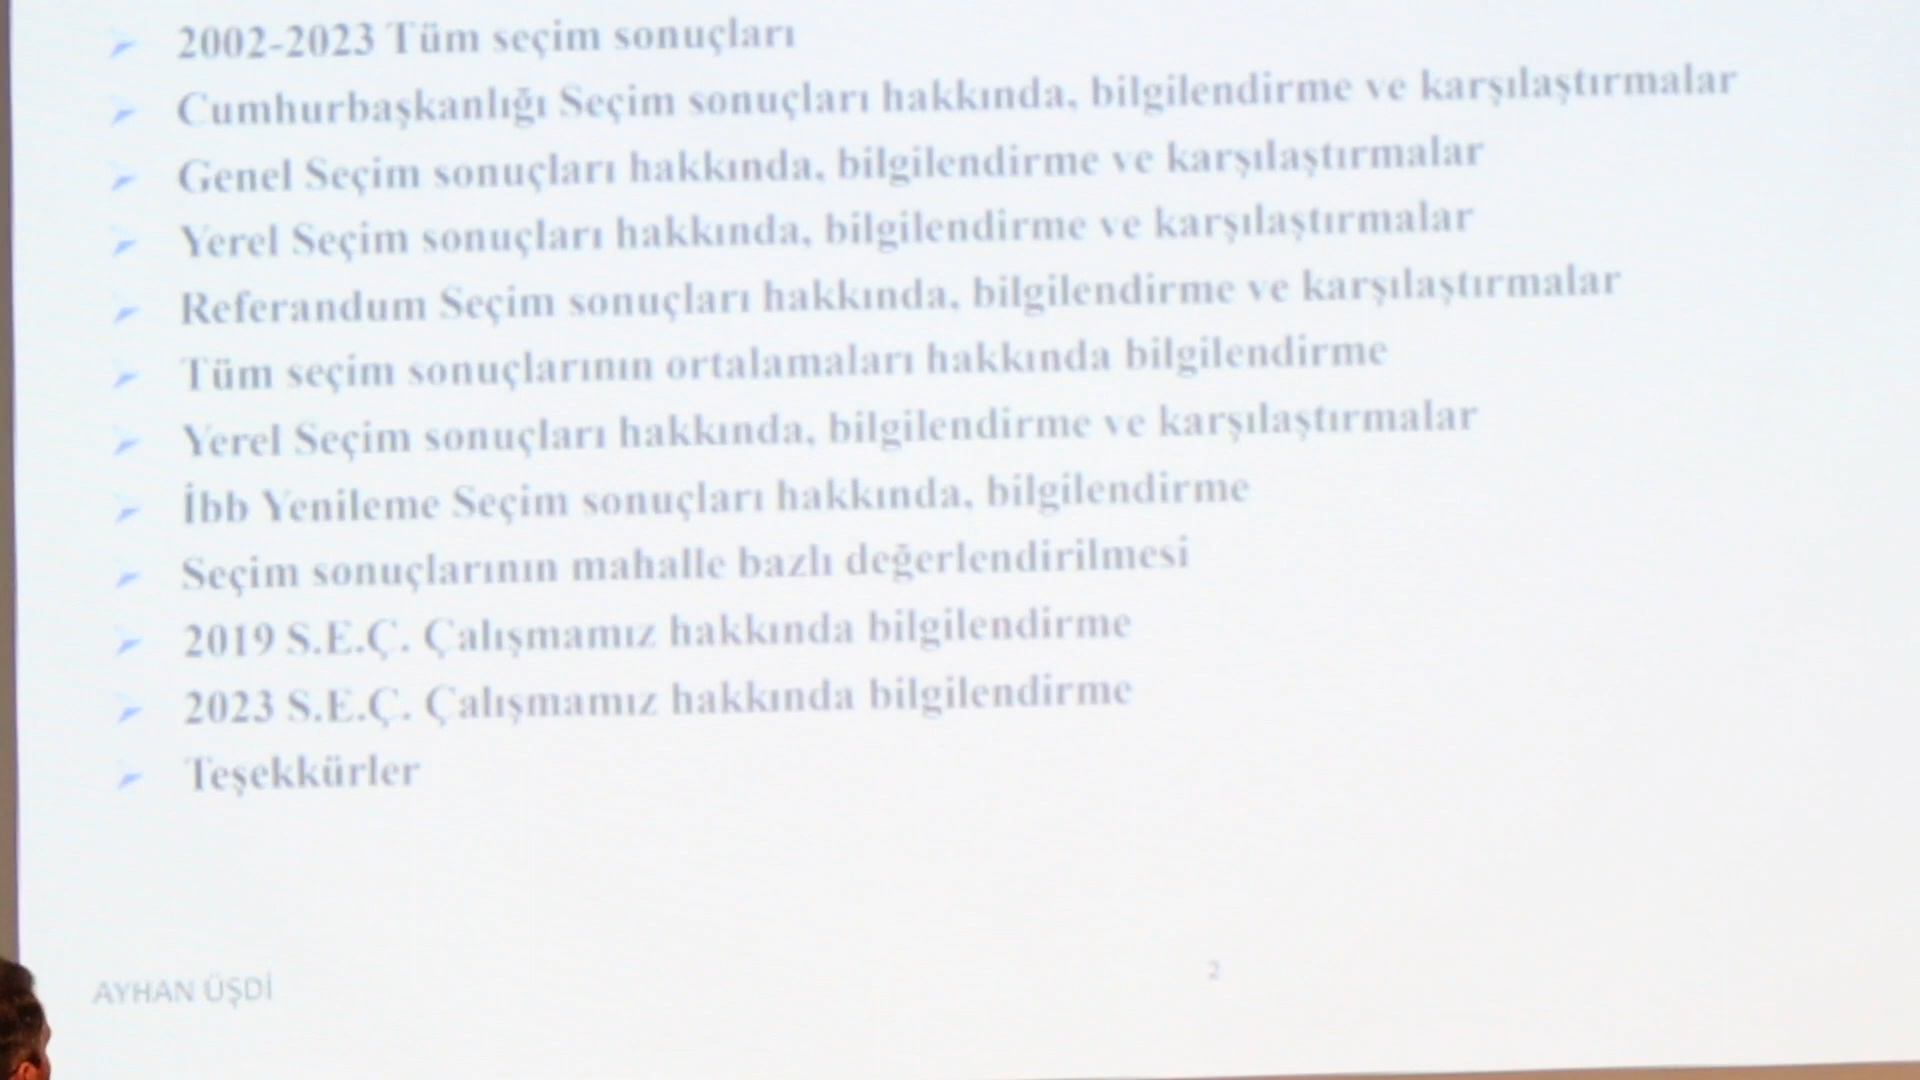 2002-2023 Tüm seçim sonuçları
Cumhurbaşkanlığı Seçim sonuçları hakkında, bilgilendirme ve karşılaştırmalar
Genel Seçim sonuçları hakkında, bilgilendirme ve karşılaştırmalar
Yerel Seçim sonuçları hakkında, bilgilendirme ve karşılaştırmalar
Referandum Seçim sonuçları hakkında, bilgilendirme ve karşılaştırmalar
Tüm seçim sonuçlarının ortalamaları hakkında bilgilendirme
Yerel Seçim sonuçları hakkında, bilgilendirme ve karşılaştırmalar
İbb Yenileme Seçim sonuçları hakkında, bilgilendirme
Seçim sonuçlarının mahalle bazlı değerlendirilmesi
2019 S.E.Ç. Çalışmamız hakkında bilgilendirme
2023 S.E.Ç. Çalışmamız hakkında bilgilendirme
Teşekkürler
AYHAN ÜŞDİ
2